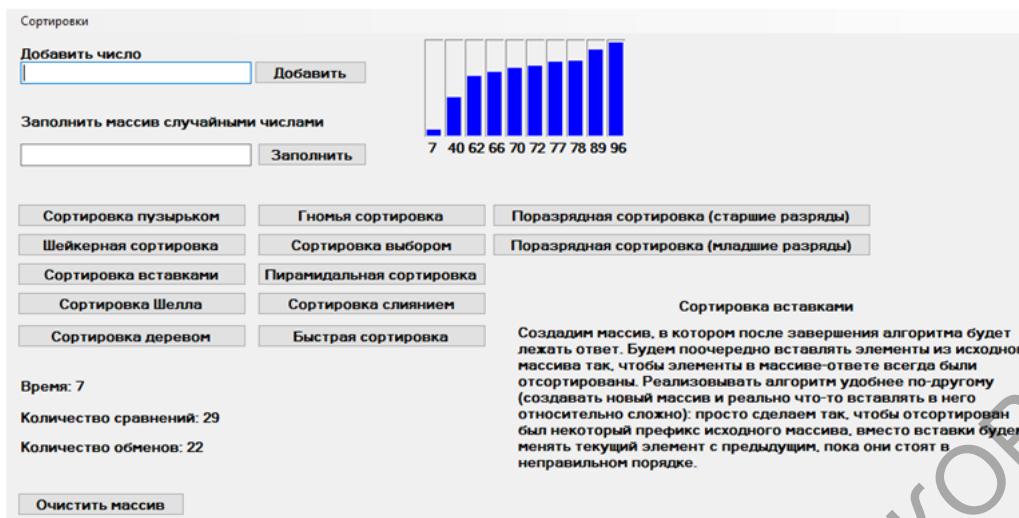 Сортировки
Добавить число
Добавить
Заполнить массив случайными числами
Заполнить
7 40 62 66 70 72 77 78 89 96
Сортировка пузырьком
Гномья сортировка
Поразрядная сортировка (старшие разряды)
Шейкерная сортировка
Сортировка выбором
Поразрядная сортировка (младшие разряды)
Сортировка вставками
Пирамидальная сортировка
Сортировка Шелла
Сортировка слиянием
Сортировка деревом
Быстрая сортировка
Время: 7
Количество сравнений: 29
Количество обменов: 22
Очистить массив
Сортировка вставками
Создадим массив, в котором после завершения алгоритма будет
лежать ответ. Будем поочередно вставлять элементы из исходно
массива так, чтобы элементы в массиве-ответе всегда были
отсортированы. Реализовывать алгоритм удобнее по-другому
(создавать новый массив и реально что-то вставлять в него
относительно сложно): просто сделаем так, чтобы отсортирован
был некоторый префикс исходного массива, вместо вставки будем
менять текущий элемент с предыдущим, пока они стоят в
неправильном порядке.